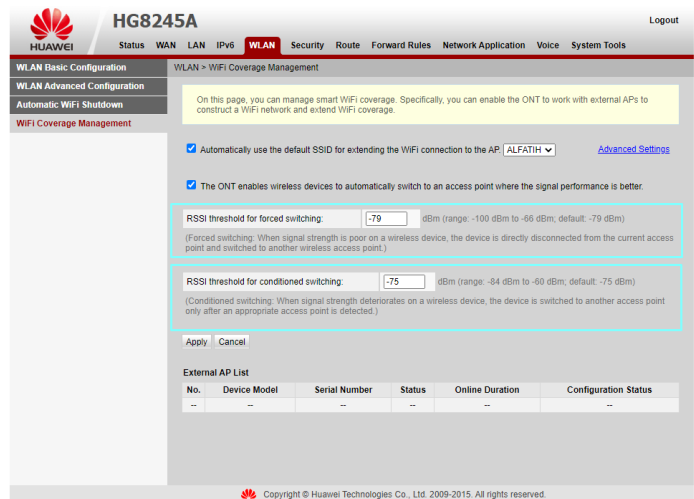 HG8245A
Logout
HUAWEI
Status WAN LAN IPv6 WLAN Security Route Forward Rules Network Application Voice System Tools
WLAN Basic Configuration
WLAN > WiFi Coverage Management
WLAN Advanced Configuration
Automatic WiFi Shutdown
WiFi Coverage Management
On this page, you can manage smart WiFi coverage. Specifically, you can enable the ONT to work with external APs to
construct a WiFi network and extend WiFi coverage.
Automatically use the default SSID for extending the WiFi connection to the AP. ALFATIH Advanced Settings
The ONT enables wireless devices to automatically switch to an access point where the signal performance is better.
RSSI threshold for forced switching: -79 dBm (range: -100 dBm to -66 dBm; default: -79 dBm)
(Forced switching: When signal strength is poor on a wireless device, the device is directly disconnected from the current access
point and switched to another wireless access point.)
RSSI threshold for conditioned switching: -75 dBm (range: -84 dBm to -60 dBm; default: -75 dBm)
(Conditioned switching: When signal strength deteriorates on a wireless device, the device is switched to another access point
only after an appropriate access point is detected.)
Apply Cancel
External AP List
No. Device Model Serial Number Status Online Duration Configuration Status
-- -- -- -- -- --
Copyright © Huawei Technologies Co., Ltd. 2009-2015. All rights reserved.